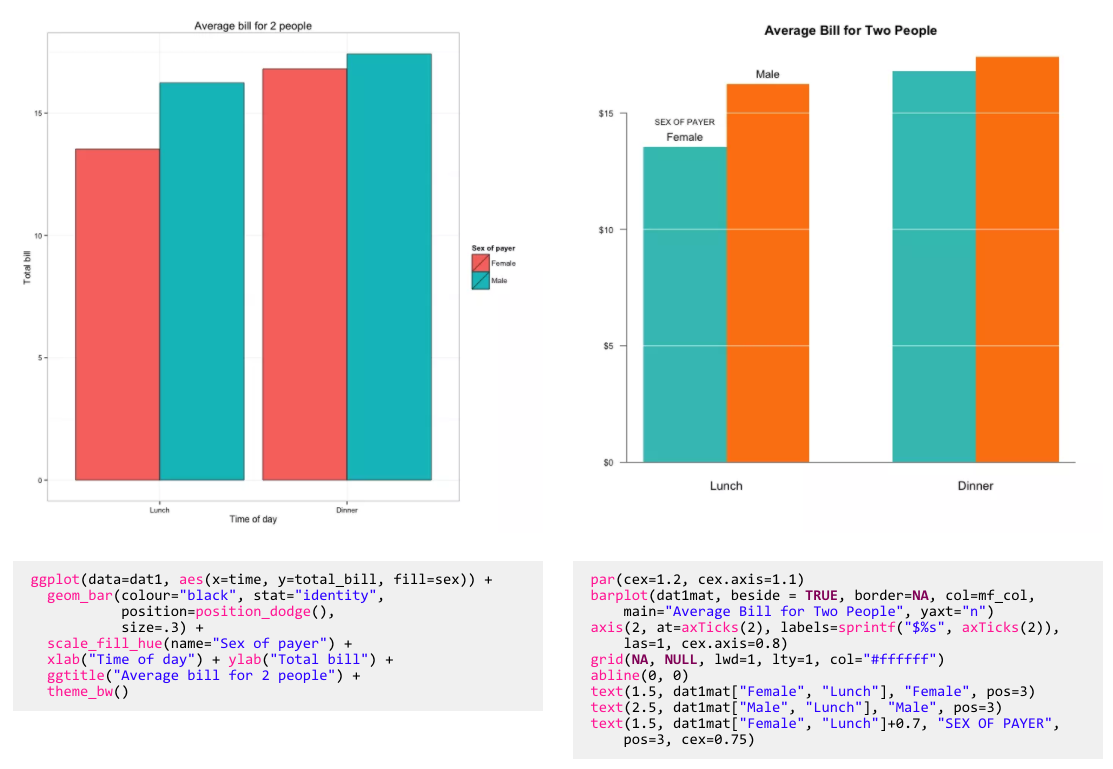 Average bill for 2 people
15
10
5
0
Total bill
Lunch
Dinner
Time of day
Sex of payer
Female
Male
Average Bill for Two People
Male
SEX OF PAYER
Female
$15
$10
$5
$0
Lunch
Dinner
ggplot(data=dat1, aes(x=time, y=total_bill, fill=sex)) +
  geom_bar(colour="black", stat="identity",
           position=position_dodge(),
           size=.3) +
  scale_fill_hue(name="Sex of payer") +
  xlab("Time of day") + ylab("Total bill") +
  ggtitle("Average bill for 2 people") +
  theme_bw()
par(cex=1.2, cex.axis=1.1)
barplot(dat1mat, beside = TRUE, border=NA, col=mf_col,
    main="Average Bill for Two People", yaxt="n")
axis(2, at=axTicks(2), labels=sprintf("$%s", axTicks(2)),
    las=1, cex.axis=0.8)
grid(NA, NULL, lwd=1, lty=1, col="#ffffff")
abline(0, 0)
text(1.5, dat1mat["Female", "Lunch"], "Female", pos=3)
text(2.5, dat1mat["Male", "Lunch"], "Male", pos=3)
text(1.5, dat1mat["Female", "Lunch"]+0.7, "SEX OF PAYER",
    pos=3, cex=0.75)